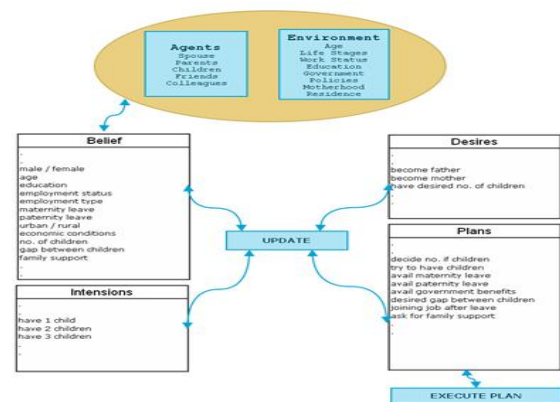 Agents
Spouse
Parents
Children
Friends
Colleagues
Environment
Age
Life Stages
Work Status
Education
Government
Policies
Motherhood
Residence
Belief
.
.
male / female
age
education
employment status
employment type
maternity leave
paternity leave
urban / rural
economic conditions
no. of children
gap between children
family support
.
.
Desires
.
.
become father
become mother
have desired no. of children
.
.
UPDATE
Plans
.
.
decide no. if children
try to have children
avail maternity leave
avail paternity leave
avail government benefits
desired gap between children
joining job after leave
ask for family support
.
.
Intensions
.
.
have 1 child
have 2 children
have 3 children
.
.
EXECUTE PLAN